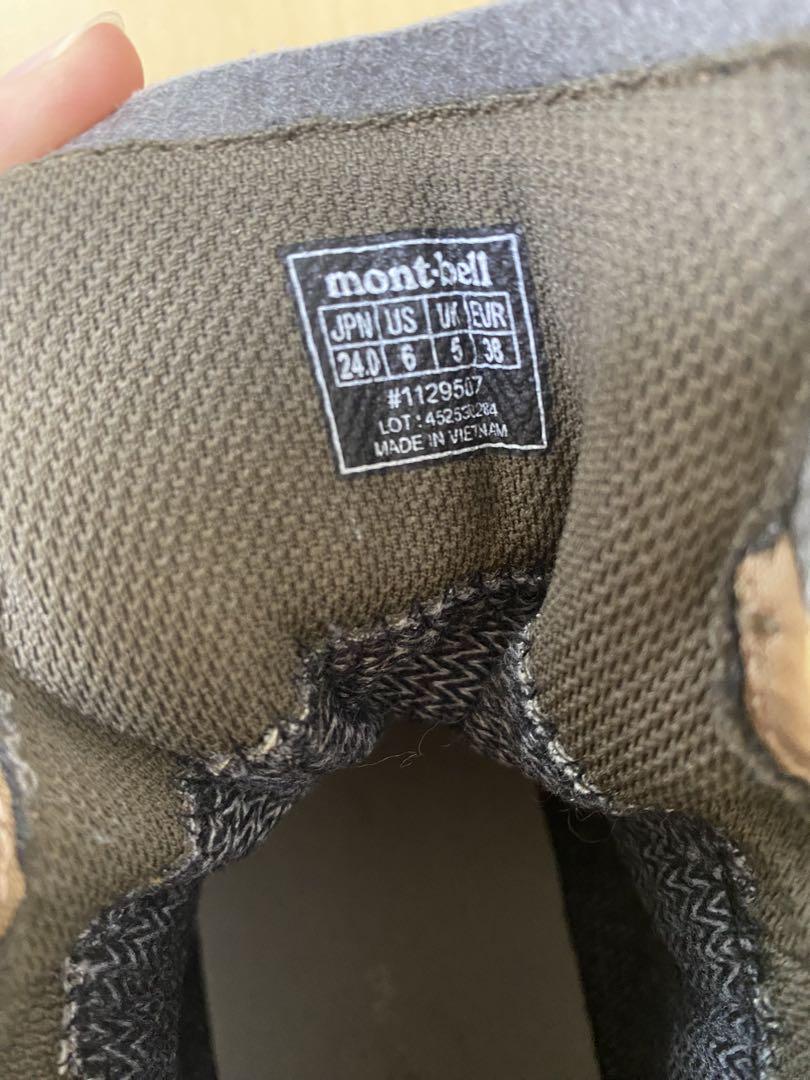 mont-bell
JPN US UK EUR
24.0 6 5 38
#1129507
LOT : 452530284
MADE IN VIETNAM